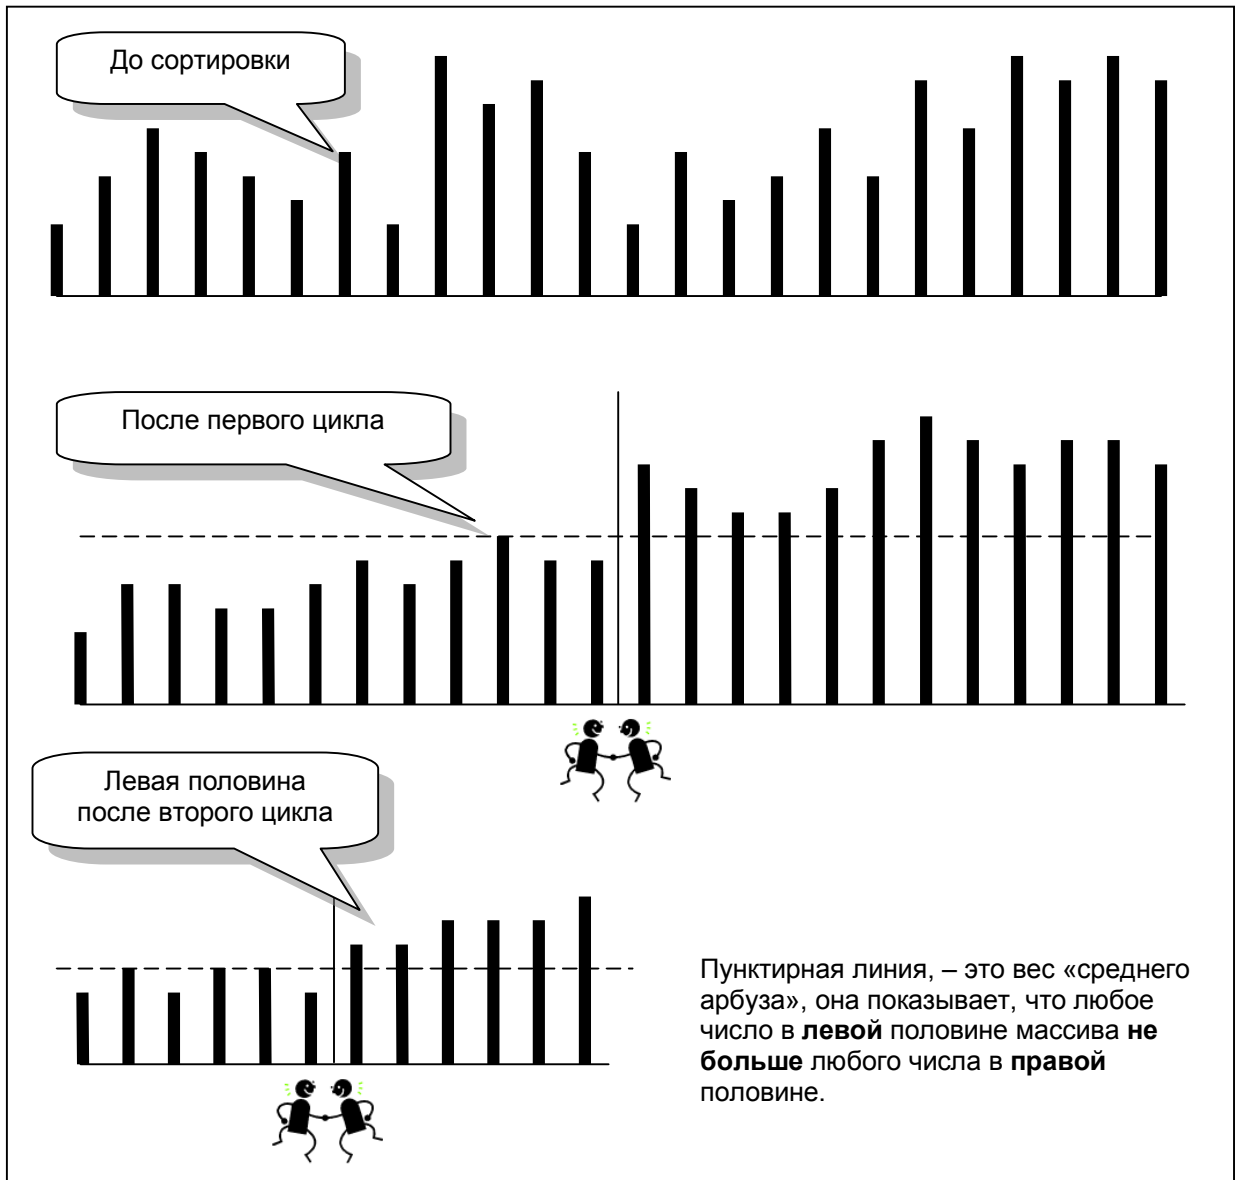 До сортировки
После первого цикла
Левая половина
после второго цикла
Пунктирная линия, – это вес «среднего
арбуза», она показывает, что любое
число в левой половине массива не
больше любого числа в правой
половине.